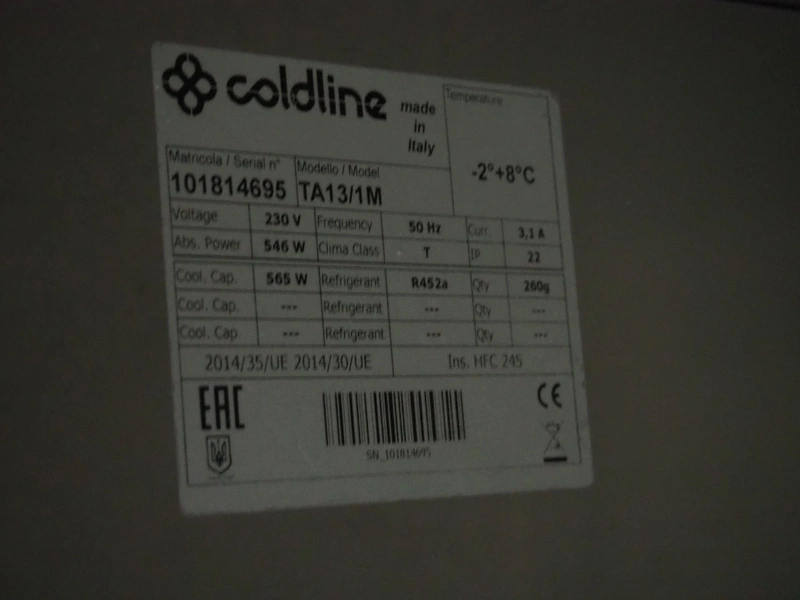 coldline
made
in
Italy
Temperature
-2°+8°C
Matricola / Serial n° Modello / Model
101814695 TA13/1M
Voltage 230 V Frequency 50 Hz Curr. 3,1 A
Abs. Power 546 W Clima Class T IP 22
Cool. Cap. 565 W Refrigerant R452a Qty 260g
Cool. Cap. --- Refrigerant --- Qty ---
Cool. Cap. --- Refrigerant --- Qty ---
2014/35/UE 2014/30/UE Ins. HFC 245
EAC CE
SN_101814695